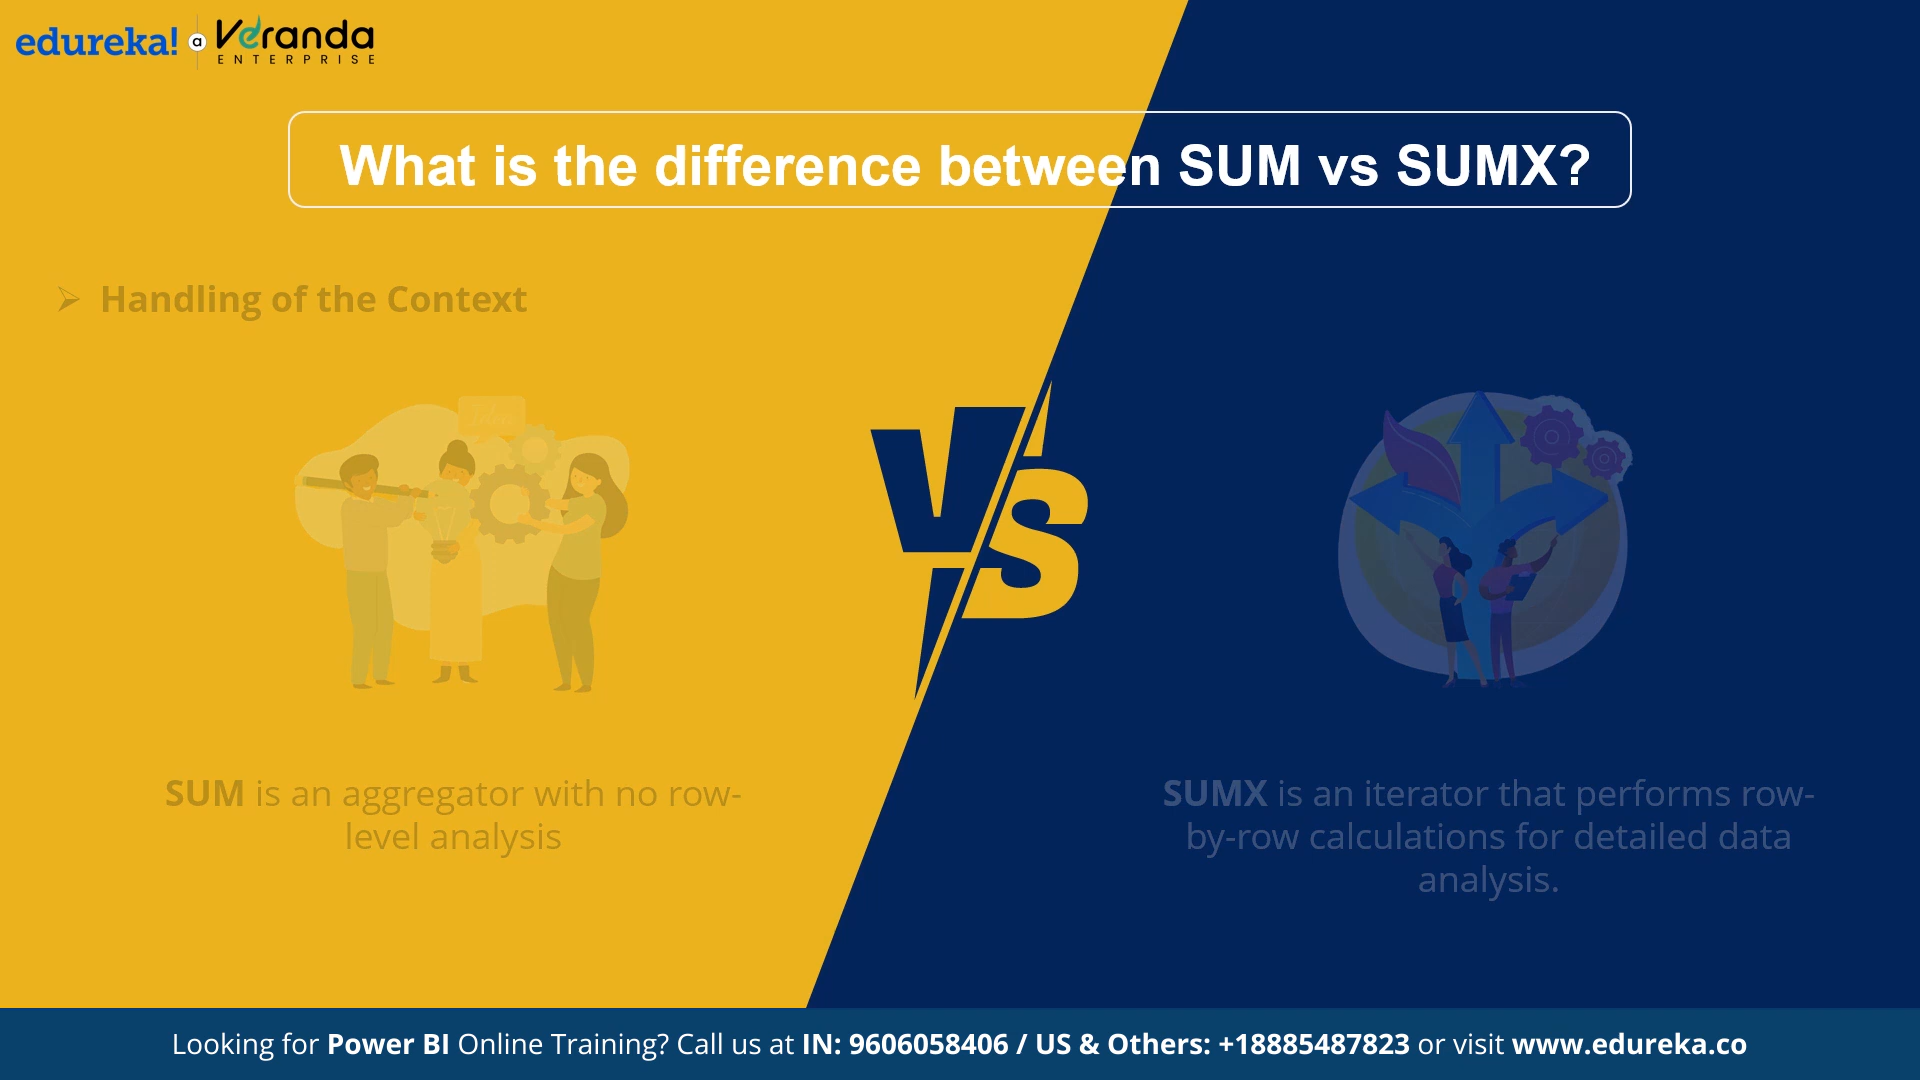 edureka! a Veranda
ENTERPRISE
What is the difference between SUM vs SUMX?
➢ Handling of the Context
Idea
VS
SUM is an aggregator with no row-
level analysis
SUMX is an iterator that performs row-
by-row calculations for detailed data
analysis.
Looking for Power BI Online Training? Call us at IN: 9606058406 / US & Others: +18885487823 or visit www.edureka.co